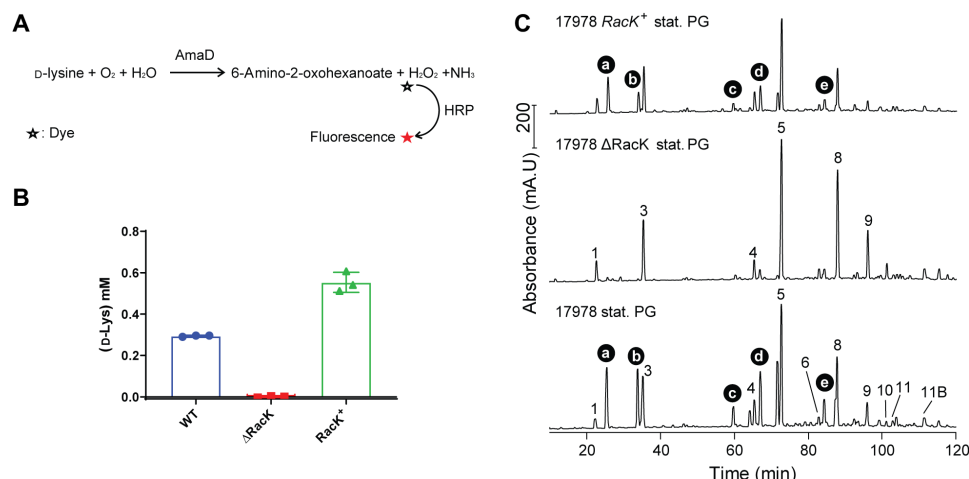 A
AmaD
D-lysine + O₂ + H₂O
6-Amino-2-oxohexanoate + H₂O₂ +NH₃
HRP
: Dye
Fluorescence
B
(D-Lys) mM
0.8
0.6
0.4
0.2
0.0
WT
ΔRacK
RacK⁺
C
17978 RacK⁺ stat. PG
a
b
c
d
e
200
Absorbance (mA.U)
17978 ΔRacK stat. PG
1
3
4
5
8
9
17978 stat. PG
1
a
b
3
c
4
d
5
6
e
8
9
10
11
11B
20
40
60
80
100
120
Time (min)